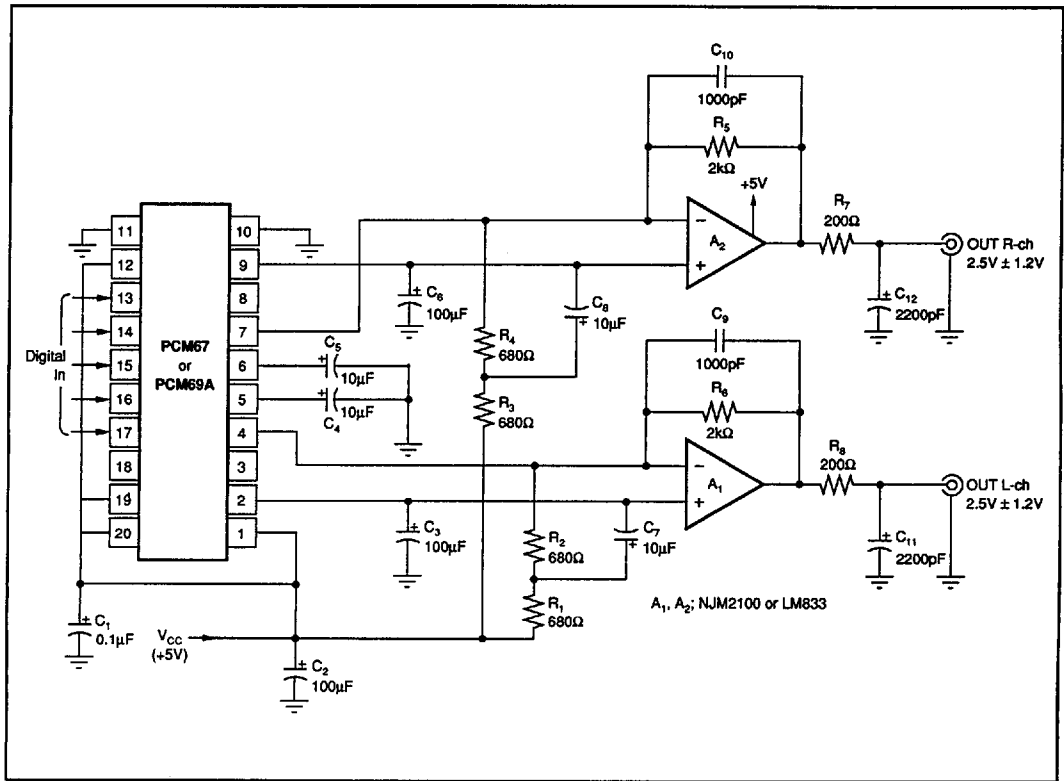 C10
1000pF
R5
2kΩ
+5V
A2
−
+
R7
200Ω
OUT R-ch
2.5V ± 1.2V
C12
+
2200pF
11
12
13
14
15
16
17
18
19
20
Digital
In
PCM67
or
PCM69A
10
9
8
7
6
5
4
3
2
1
+
C6
100µF
C8
+
10µF
R4
680Ω
R3
680Ω
C5
+
10µF
+
10µF
C4
C9
1000pF
R6
2kΩ
−
+
A1
R8
200Ω
OUT L-ch
2.5V ± 1.2V
+
C11
2200pF
+
C3
100µF
C7
+
10µF
R2
680Ω
R1
680Ω
A1, A2; NJM2100 or LM833
+
C1
0.1µF
VCC
(+5V)
+
C2
100µF